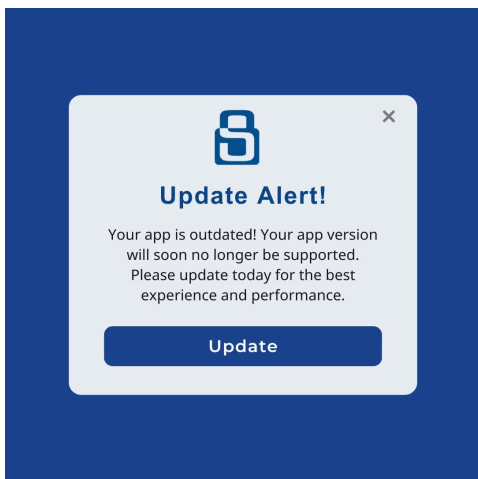 Update Alert!
Your app is outdated! Your app version
will soon no longer be supported.
Please update today for the best
experience and performance.
Update